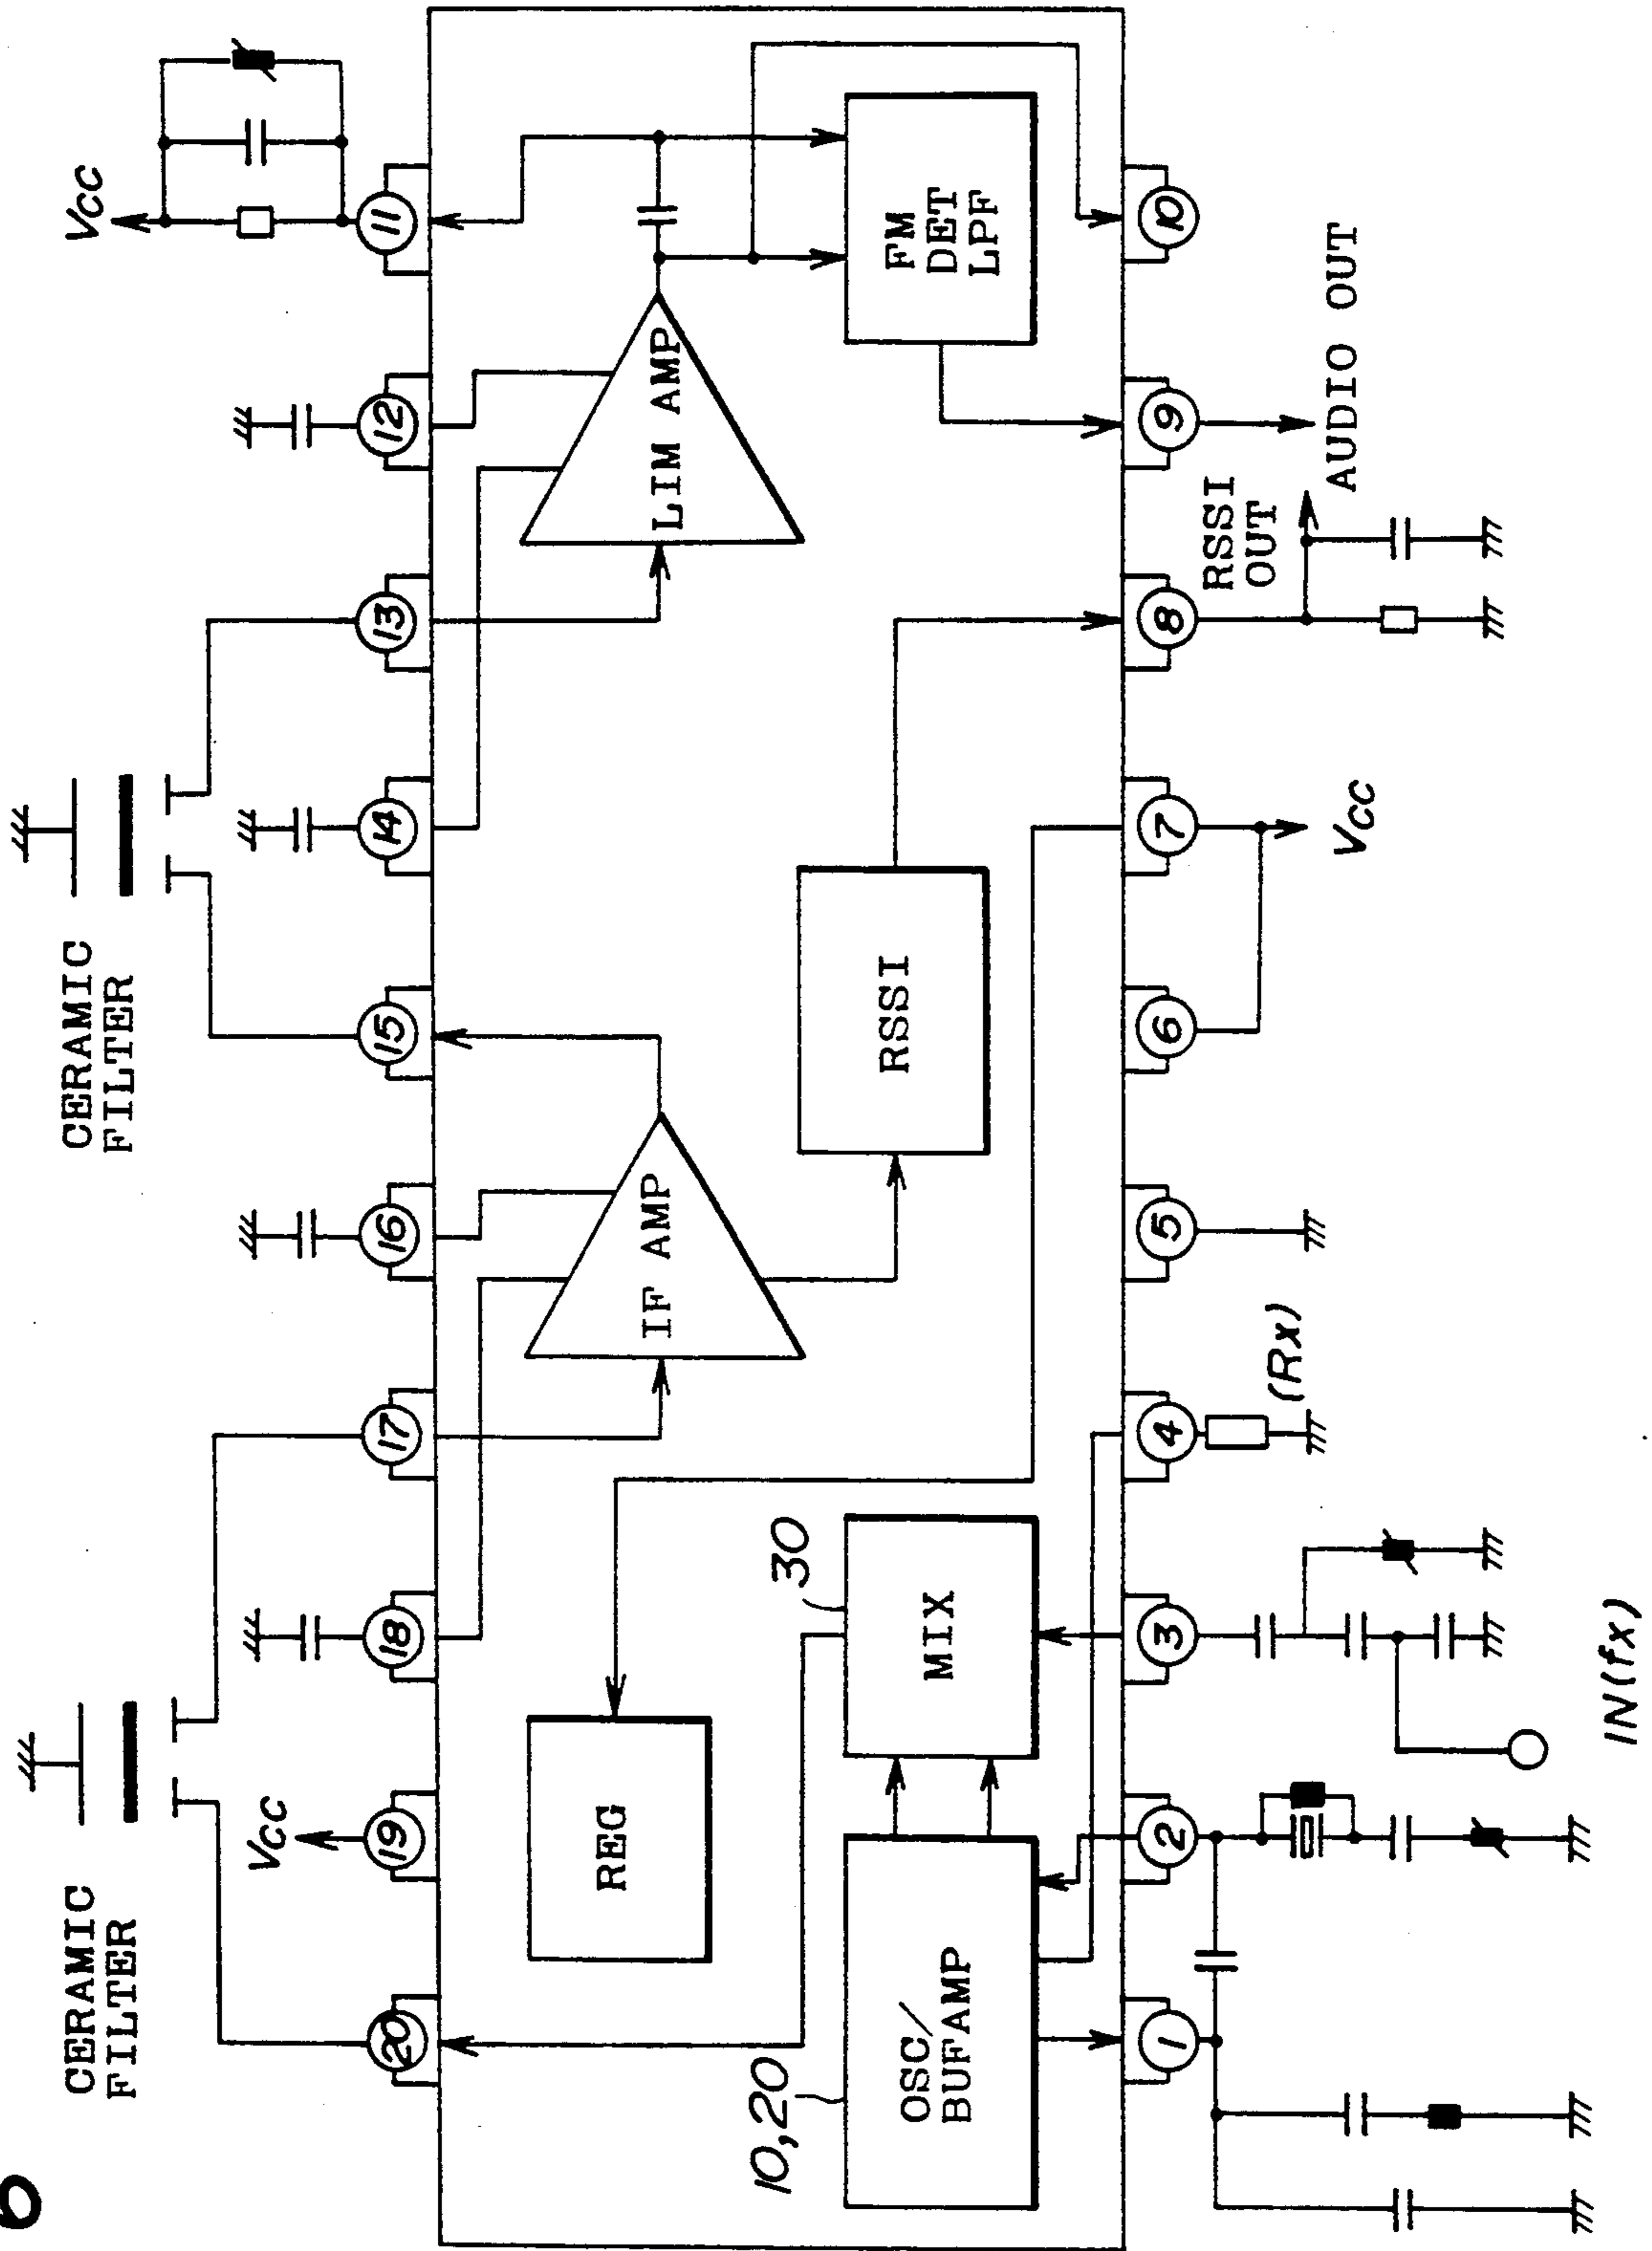 6
CERAMIC
FILTER
CERAMIC
FILTER
Vcc
Vcc
20
19
18
17
16
15
14
13
12
11
REG
IF AMP
LIM AMP
10,20
OSC/
BUFAMP
30
MIX
RSSI
FM
DET
LPF
1
2
3
4
5
6
7
8
9
10
(Rx)
Vcc
RSSI
OUT
AUDIO OUT
IN(fx)